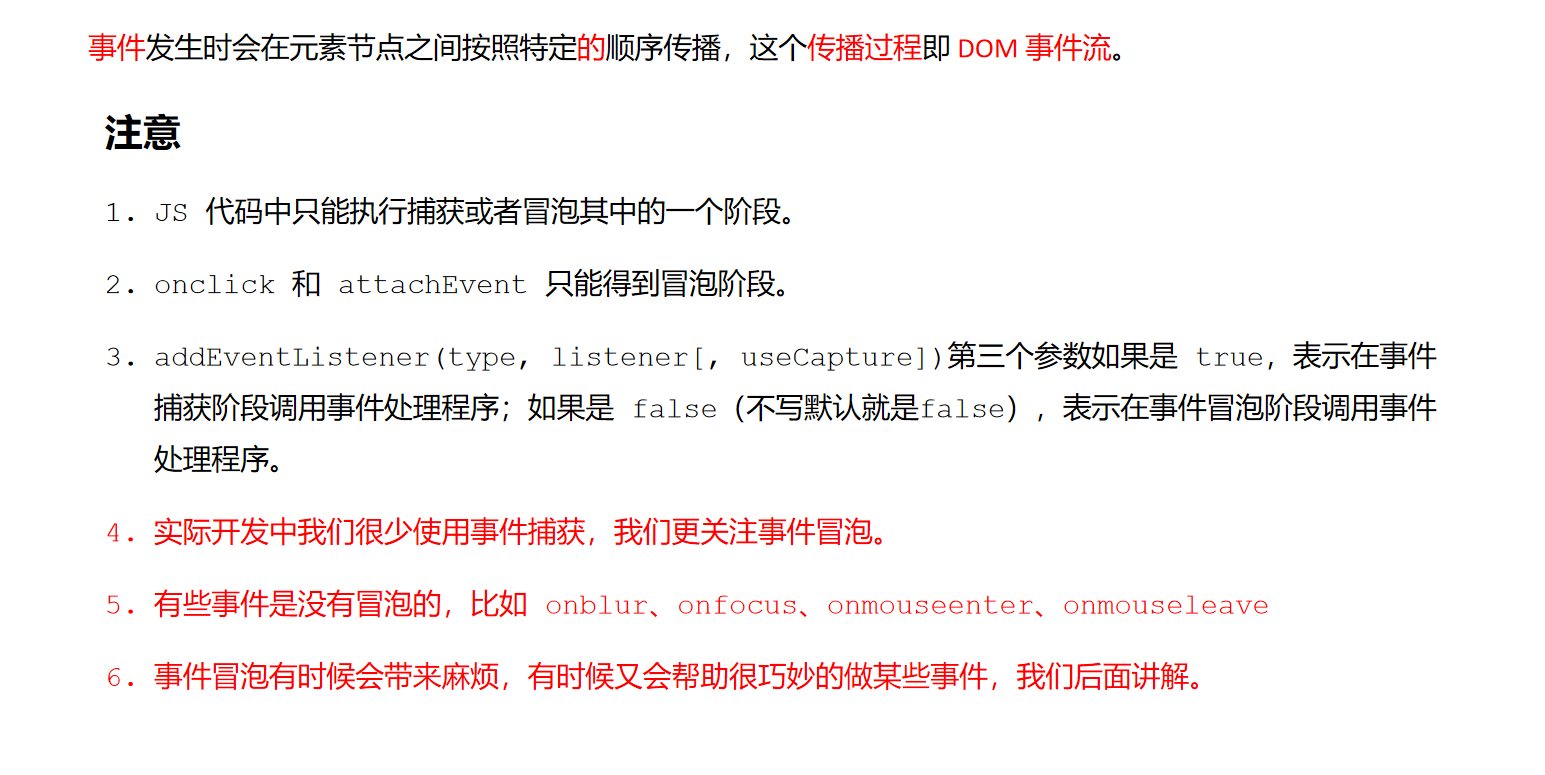 事件发生时会在元素节点之间按照特定的顺序传播，这个传播过程即 DOM 事件流。
注意
1. JS 代码中只能执行捕获或者冒泡其中的一个阶段。
2. onclick 和 attachEvent 只能得到冒泡阶段。
3. addEventListener(type, listener[, useCapture])第三个参数如果是 true，表示在事件
捕获阶段调用事件处理程序；如果是 false（不写默认就是false），表示在事件冒泡阶段调用事件
处理程序。
4. 实际开发中我们很少使用事件捕获，我们更关注事件冒泡。
5. 有些事件是没有冒泡的，比如 onblur、onfocus、onmouseenter、onmouseleave
6. 事件冒泡有时候会带来麻烦，有时候又会帮助很巧妙的做某些事件，我们后面讲解。